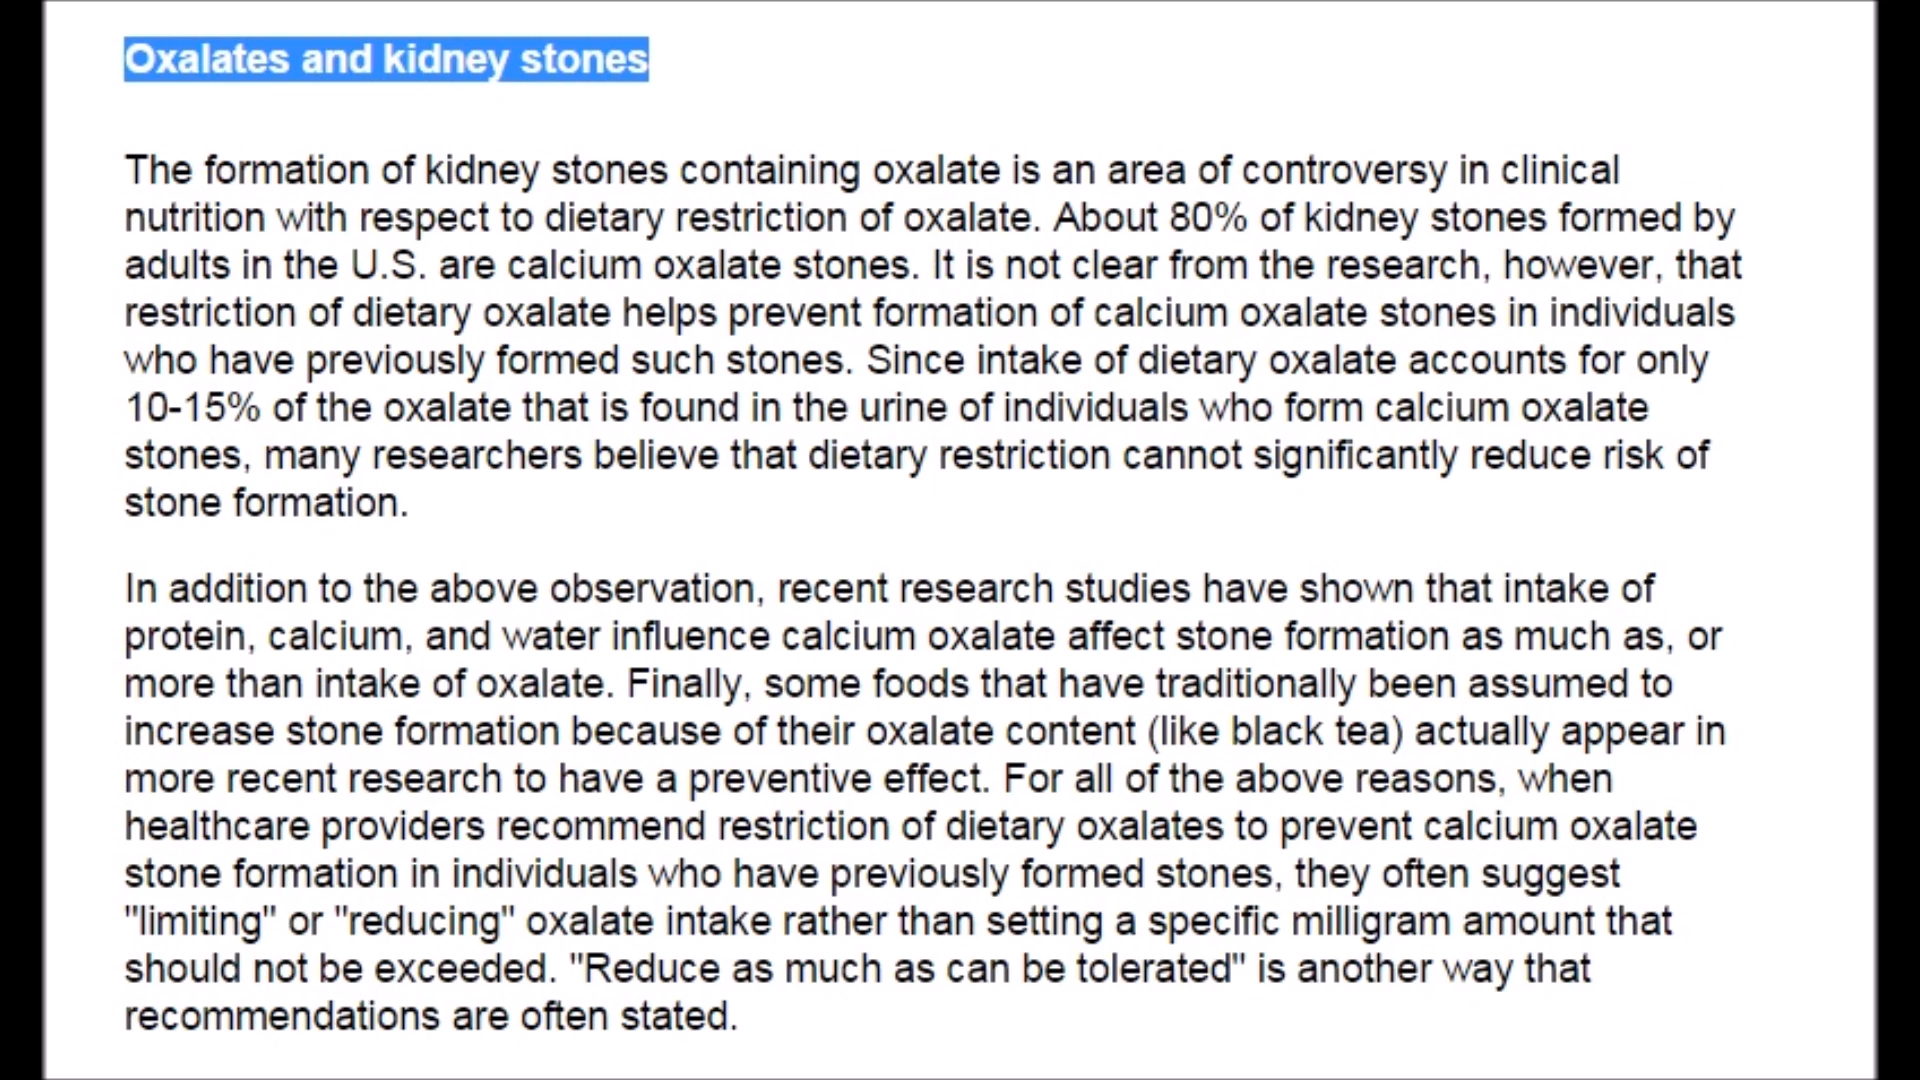 Oxalates and kidney stones
The formation of kidney stones containing oxalate is an area of controversy in clinical
nutrition with respect to dietary restriction of oxalate. About 80% of kidney stones formed by
adults in the U.S. are calcium oxalate stones. It is not clear from the research, however, that
restriction of dietary oxalate helps prevent formation of calcium oxalate stones in individuals
who have previously formed such stones. Since intake of dietary oxalate accounts for only
10-15% of the oxalate that is found in the urine of individuals who form calcium oxalate
stones, many researchers believe that dietary restriction cannot significantly reduce risk of
stone formation.
In addition to the above observation, recent research studies have shown that intake of
protein, calcium, and water influence calcium oxalate affect stone formation as much as, or
more than intake of oxalate. Finally, some foods that have traditionally been assumed to
increase stone formation because of their oxalate content (like black tea) actually appear in
more recent research to have a preventive effect. For all of the above reasons, when
healthcare providers recommend restriction of dietary oxalates to prevent calcium oxalate
stone formation in individuals who have previously formed stones, they often suggest
"limiting" or "reducing" oxalate intake rather than setting a specific milligram amount that
should not be exceeded. "Reduce as much as can be tolerated" is another way that
recommendations are often stated.